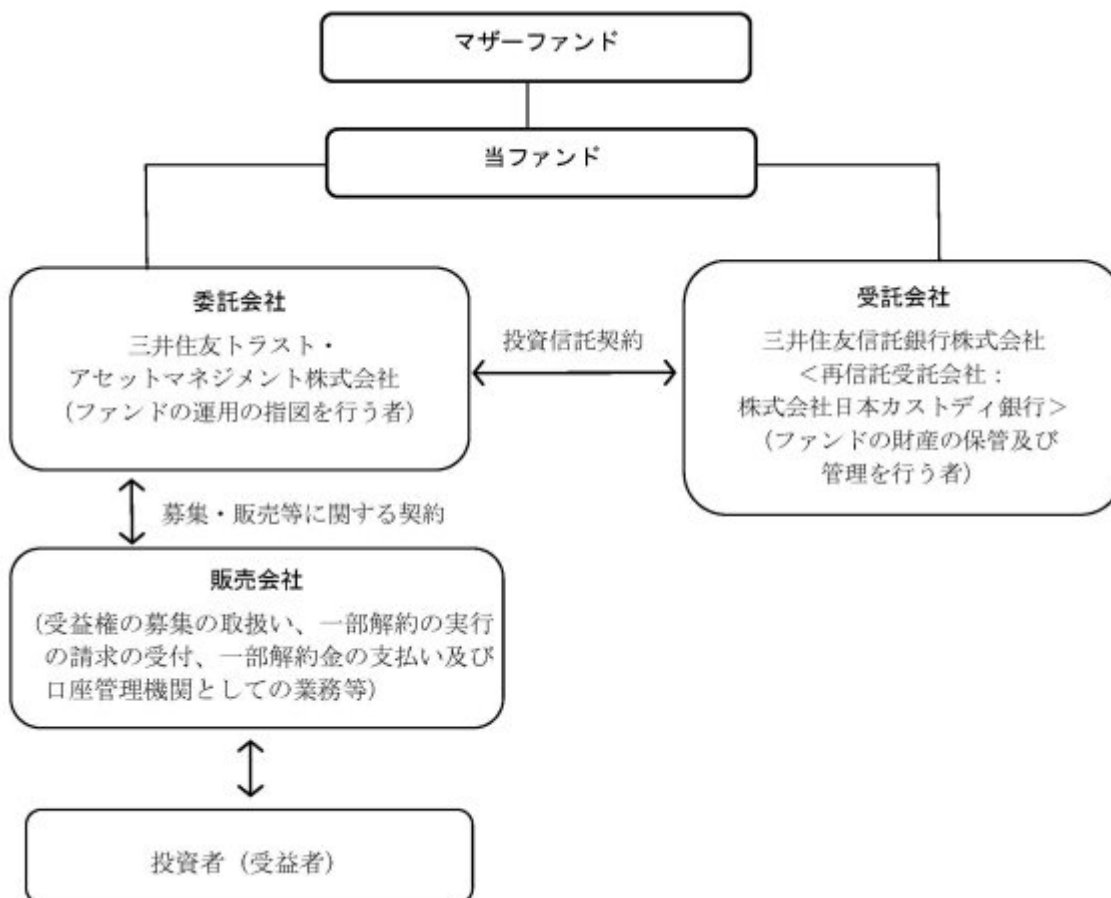 マザーファンド
当ファンド
委託会社
三井住友トラスト・
アセットマネジメント株式会社
(ファンドの運用の指図を行う者)
投資信託契約
受託会社
三井住友信託銀行株式会社
<再信託受託会社:
株式会社日本カストディ銀行>
(ファンドの財産の保管及び
管理を行う者)
募集・販売等に関する契約
販売会社
(受益権の募集の取扱い、一部解約の実行
の請求の受付、一部解約金の支払い及び
口座管理機関としての業務等)
投資者(受益者)